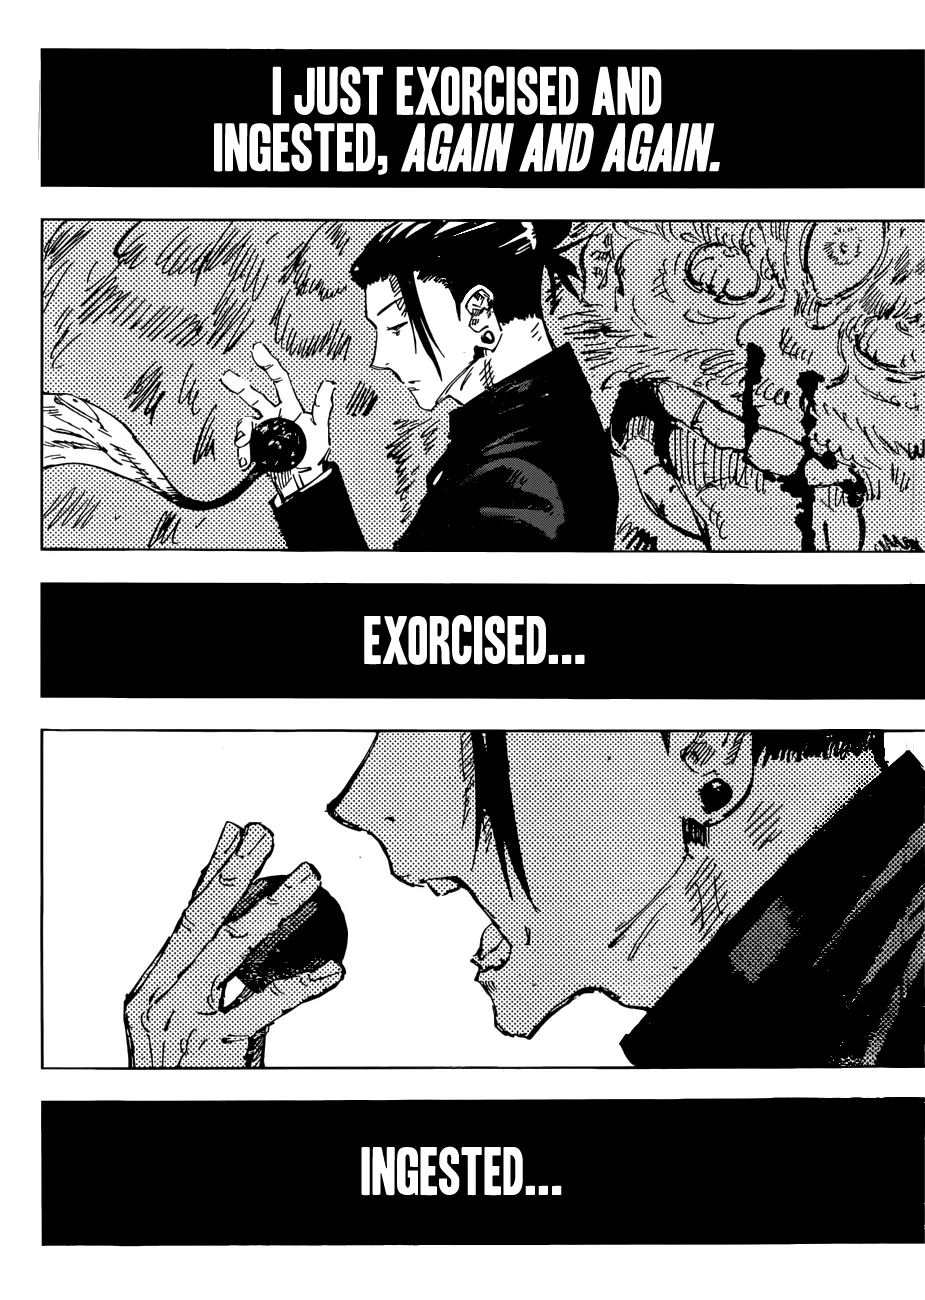 I JUST EXORCISED AND
INGESTED, AGAIN AND AGAIN.
EXORCISED...
INGESTED...